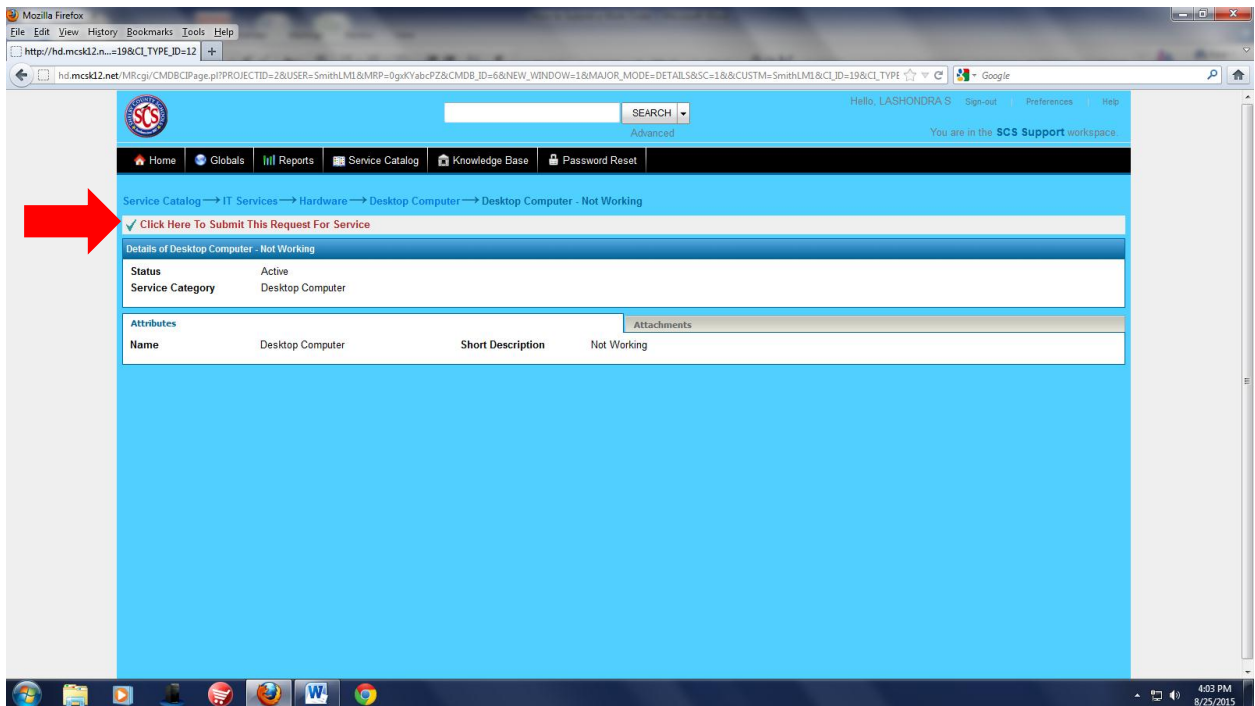 Mozilla Firefox
File Edit View History Bookmarks Tools Help
http://hd.mcsk12.n...=19&CI_TYPE_ID=12 +
hd.mcsk12.net/MRcgi/CMDBCIPage.pl?PROJECTID=2&USER=SmithLM1&MRP=0gxKYabcPZ&CMDB_ID=6&NEW_WINDOW=1&MAJOR_MODE=DETAILS&SC=1&&CUSTM=SmithLM1&CI_ID=19&CI_TYPE Google
SCS SEARCH Hello, LASHONDRA S Sign-out | Preferences | Help
Advanced You are in the SCS Support workspace.
Home Globals Reports Service Catalog Knowledge Base Password Reset
Service Catalog → IT Services → Hardware → Desktop Computer → Desktop Computer - Not Working
Click Here To Submit This Request For Service
Details of Desktop Computer - Not Working
Status Active
Service Category Desktop Computer
Attributes Attachments
Name Desktop Computer Short Description Not Working
4:03 PM
8/25/2015